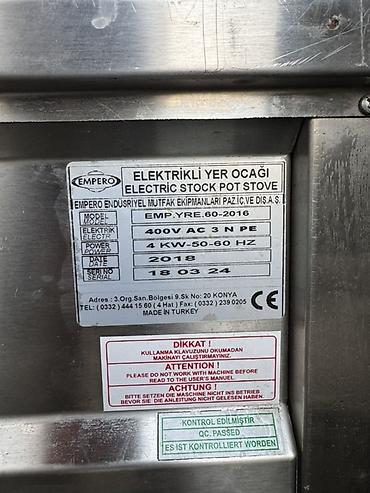 EMPERO
ELEKTRİKLİ YER OCAĞI
ELECTRIC STOCK POT STOVE
EMPERO ENDÜSRİYEL MUTFAK EKİPMANLARI PAZ.İÇ.VE DIŞ.A.Ş.
MODEL
MODEL EMP.YRE.60-2016
ELEKTRİK
ELECTR. 400V AC 3 N PE
POWER
POWER 4 KW-50-60 HZ
DATE
DATE 2018
SERI NO
SERIAL 18 03 24
Adres : 3.Org.San.Bölgesi 9.Sk No: 20 KONYA
TEL: ( 0332 ) 444 15 60 ( 4 Hat ) Fax: ( 0332 ) 239 0205
MADE IN TURKEY
CE
DİKKAT !
KULLANMA KLAVUZUNU OKUMADAN
MAKİNAYI ÇALIŞTIRMAYINIZ.
ATTENTION !
PLEASE DO NOT WORK WITH MACHINE BEFORE
READ TO THE USER'S MANUEL.
ACHTUNG !
BITTE SETZEN DIE MASCHINE NICHT INS BETRIEB
BEVOR SIE DIE ANLEITUNG NICHT GELESEN HABEN.
KONTROL EDİLMİŞTİR
QC. PASSED
ES IST KONTROLLIERT WORDEN